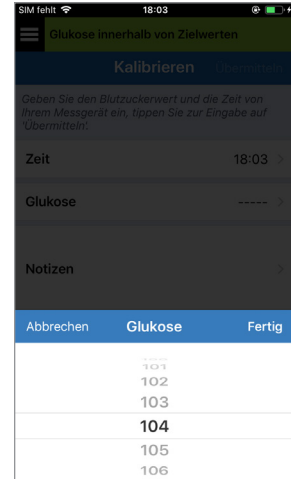 SIM fehlt 18:03
Glukose innerhalb von Zielwerten
Kalibrieren Übermitteln
Geben Sie den Blutzuckerwert und die Zeit von
Ihrem Messgerät ein, tippen Sie zur Eingabe auf
'Übermitteln'.
Zeit 18:03 >
Glukose ----- >
Notizen >
Abbrechen Glukose Fertig
101
102
103
104
105
106